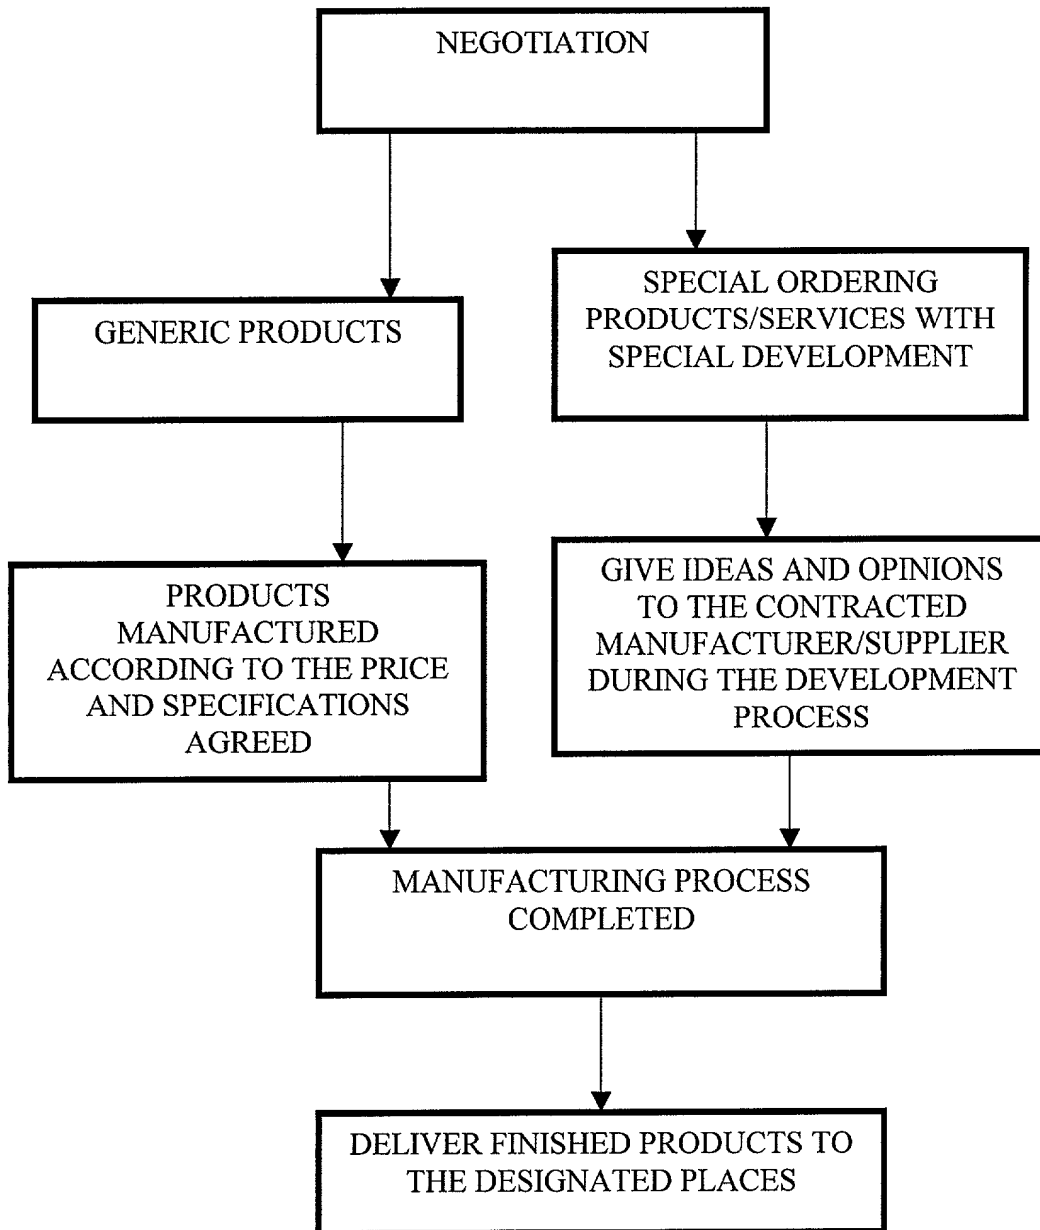 NEGOTIATION
GENERIC PRODUCTS
SPECIAL ORDERING
PRODUCTS/SERVICES WITH
SPECIAL DEVELOPMENT
PRODUCTS
MANUFACTURED
ACCORDING TO THE PRICE
AND SPECIFICATIONS
AGREED
GIVE IDEAS AND OPINIONS
TO THE CONTRACTED
MANUFACTURER/SUPPLIER
DURING THE DEVELOPMENT
PROCESS
MANUFACTURING PROCESS
COMPLETED
DELIVER FINISHED PRODUCTS TO
THE DESIGNATED PLACES